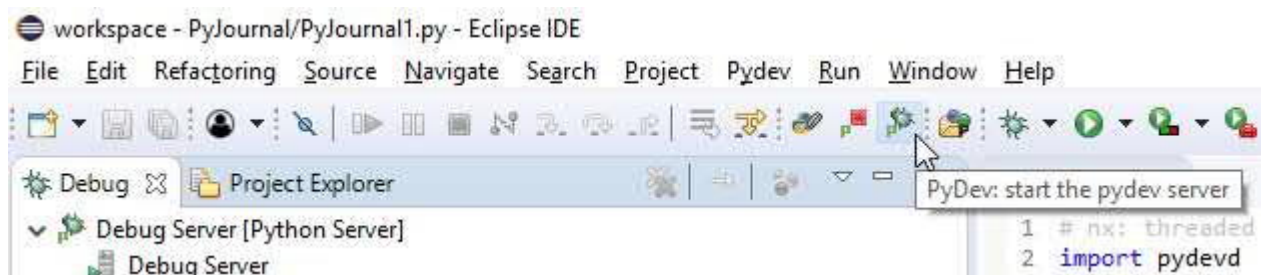 workspace - PyJournal/PyJournal1.py - Eclipse IDE
File Edit Refactoring Source Navigate Search Project Pydev Run Window Help
Debug Project Explorer
PyDev: start the pydev server
Debug Server [Python Server]
1 # nx: threaded
Debug Server
2 import pydevd